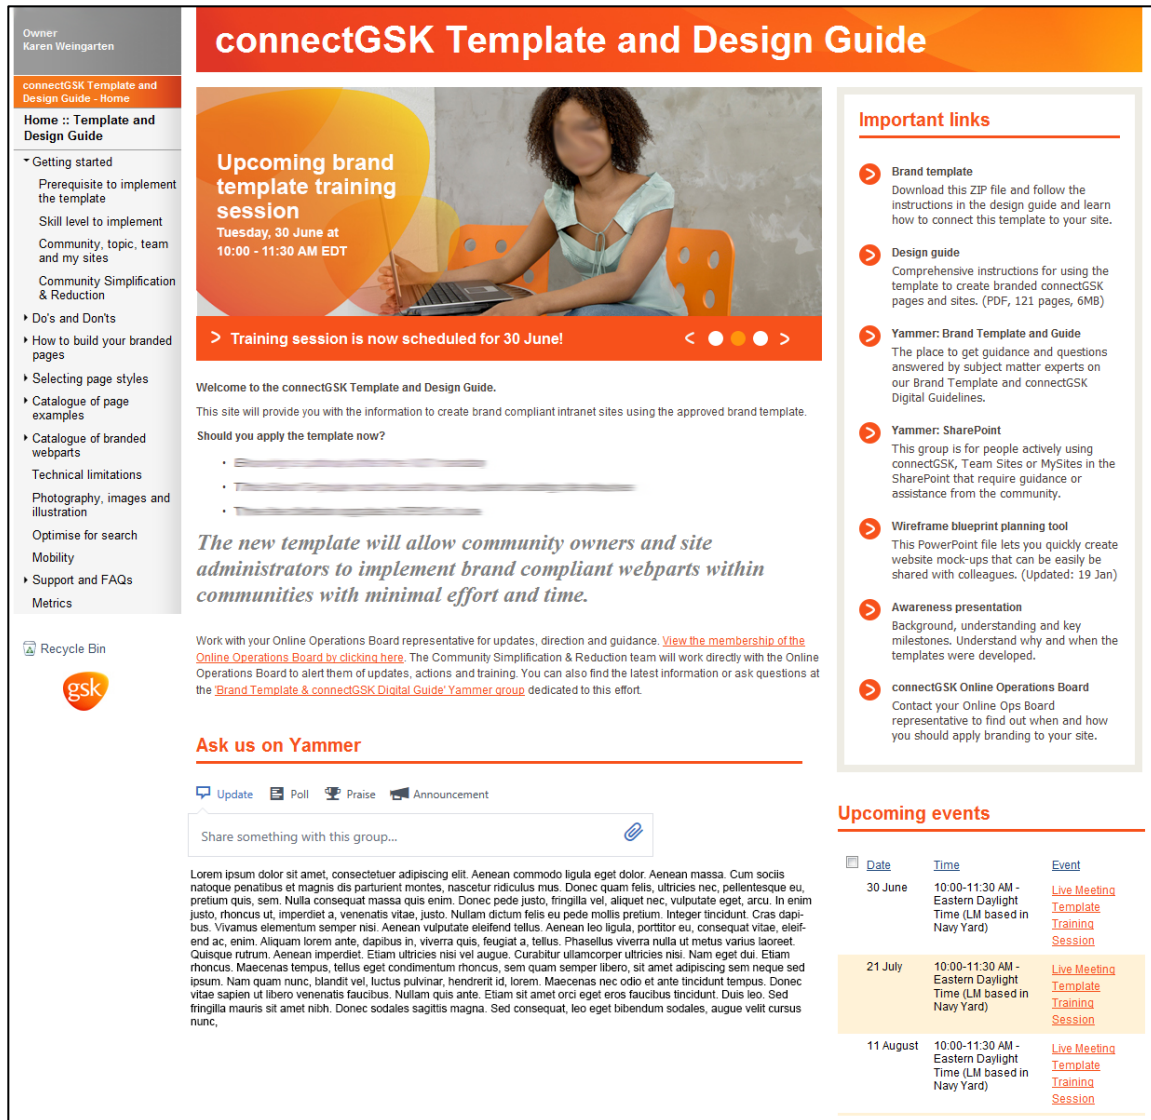 Owner
Karen Weingarten
connectGSK Template and
Design Guide - Home
Home :: Template and
Design Guide
Getting started
Prerequisite to implement
the template
Skill level to implement
Community, topic, team
and my sites
Community Simplification
& Reduction
Do's and Don'ts
How to build your branded
pages
Selecting page styles
Catalogue of page
examples
Catalogue of branded
webparts
Technical limitations
Photography, images and
illustration
Optimise for search
Mobility
Support and FAQs
Metrics
Recycle Bin
gsk
connectGSK Template and Design Guide
Upcoming brand
template training
session
Tuesday, 30 June at
10:00 - 11:30 AM EDT
> Training session is now scheduled for 30 June!
Welcome to the connectGSK Template and Design Guide.
This site will provide you with the information to create brand compliant intranet sites using the approved brand template.
Should you apply the template now?
The new template will allow community owners and site
administrators to implement brand compliant webparts within
communities with minimal effort and time.
Work with your Online Operations Board representative for updates, direction and guidance. View the membership of the
Online Operations Board by clicking here. The Community Simplification & Reduction team will work directly with the Online
Operations Board to alert them of updates, actions and training. You can also find the latest information or ask questions at
the 'Brand Template & connectGSK Digital Guide' Yammer group dedicated to this effort.
Ask us on Yammer
Update Poll Praise Announcement
Share something with this group...
Lorem ipsum dolor sit amet, consectetuer adipiscing elit. Aenean commodo ligula eget dolor. Aenean massa. Cum sociis
natoque penatibus et magnis dis parturient montes, nascetur ridiculus mus. Donec quam felis, ultricies nec, pellentesque eu,
pretium quis, sem. Nulla consequat massa quis enim. Donec pede justo, fringilla vel, aliquet nec, vulputate eget, arcu. In enim
justo, rhoncus ut, imperdiet a, venenatis vitae, justo. Nullam dictum felis eu pede mollis pretium. Integer tincidunt. Cras dapi-
bus. Vivamus elementum semper nisi. Aenean vulputate eleifend tellus. Aenean leo ligula, porttitor eu, consequat vitae, eleif-
end ac, enim. Aliquam lorem ante, dapibus in, viverra quis, feugiat a, tellus. Phasellus viverra nulla ut metus varius laoreet.
Quisque rutrum. Aenean imperdiet. Etiam ultricies nisi vel augue. Curabitur ullamcorper ultricies nisi. Nam eget dui. Etiam
rhoncus. Maecenas tempus, tellus eget condimentum rhoncus, sem quam semper libero, sit amet adipiscing sem neque sed
ipsum. Nam quam nunc, blandit vel, luctus pulvinar, hendrerit id, lorem. Maecenas nec odio et ante tincidunt tempus. Donec
vitae sapien ut libero venenatis faucibus. Nullam quis ante. Etiam sit amet orci eget eros faucibus tincidunt. Duis leo. Sed
fringilla mauris sit amet nibh. Donec sodales sagittis magna. Sed consequat, leo eget bibendum sodales, augue velit cursus
nunc,
Important links
Brand template
Download this ZIP file and follow the
instructions in the design guide and learn
how to connect this template to your site.
Design guide
Comprehensive instructions for using the
template to create branded connectGSK
pages and sites. (PDF, 121 pages, 6MB)
Yammer: Brand Template and Guide
The place to get guidance and questions
answered by subject matter experts on
our Brand Template and connectGSK
Digital Guidelines.
Yammer: SharePoint
This group is for people actively using
connectGSK, Team Sites or MySites in the
SharePoint that require guidance or
assistance from the community.
Wireframe blueprint planning tool
This PowerPoint file lets you quickly create
website mock-ups that can be easily be
shared with colleagues. (Updated: 19 Jan)
Awareness presentation
Background, understanding and key
milestones. Understand why and when the
templates were developed.
connectGSK Online Operations Board
Contact your Online Ops Board
representative to find out when and how
you should apply branding to your site.
Upcoming events
Date Time Event
30 June 10:00-11:30 AM - Live Meeting
Eastern Daylight Template
Time (LM based in Training
Navy Yard) Session
21 July 10:00-11:30 AM - Live Meeting
Eastern Daylight Template
Time (LM based in Training
Navy Yard) Session
11 August 10:00-11:30 AM - Live Meeting
Eastern Daylight Template
Time (LM based in Training
Navy Yard) Session